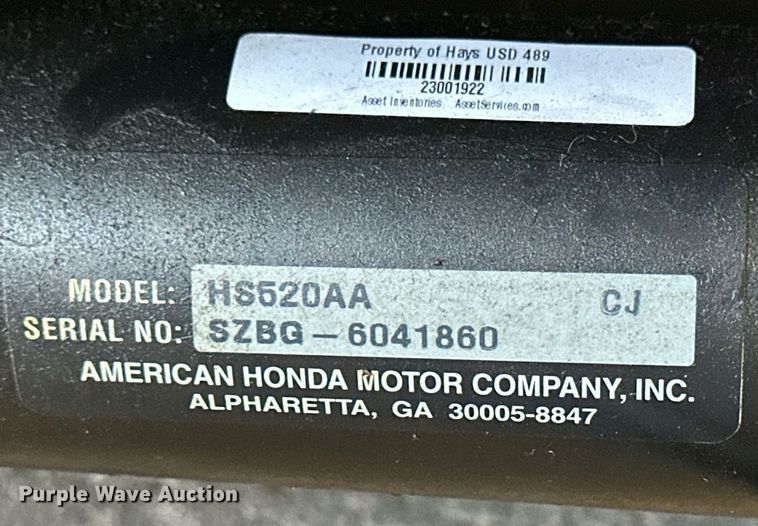 Property of Hays USD 489
23001922
Asset Inventories AssetServices.com
MODEL: HS520AA CJ
SERIAL NO: SZBG-6041860
AMERICAN HONDA MOTOR COMPANY, INC.
ALPHARETTA, GA 30005-8847
Purple Wave Auction